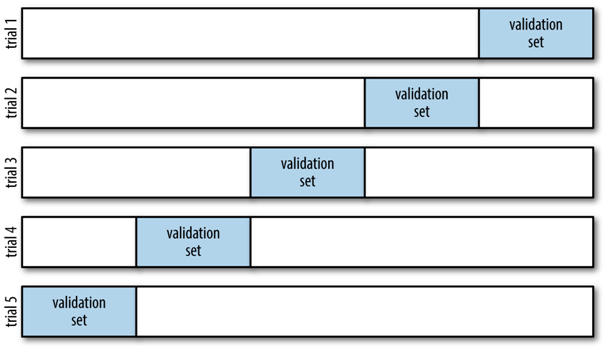 trial 1
validation
set
trial 2
validation
set
trial 3
validation
set
trial 4
validation
set
trial 5
validation
set